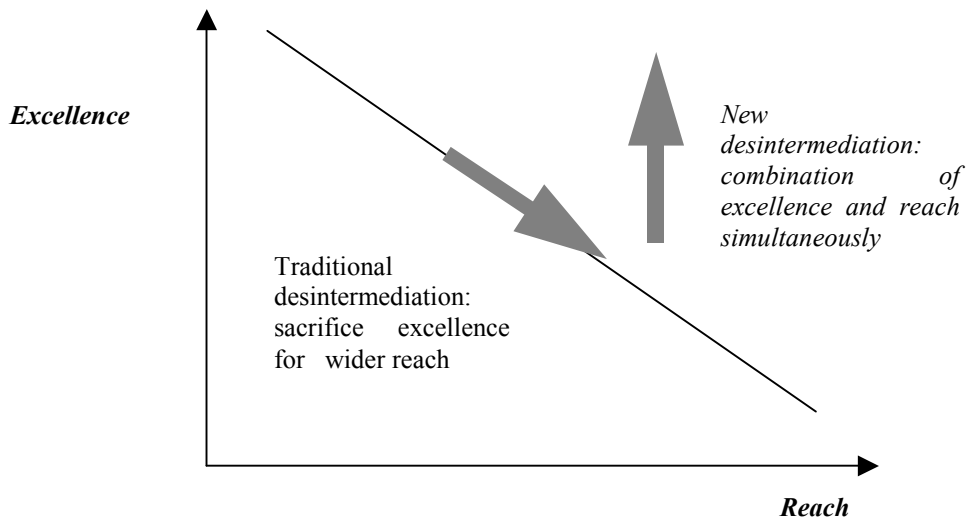 Excellence
New
desintermediation:
combination of
excellence and reach
simultaneously
Traditional
desintermediation:
sacrifice excellence
for wider reach
Reach